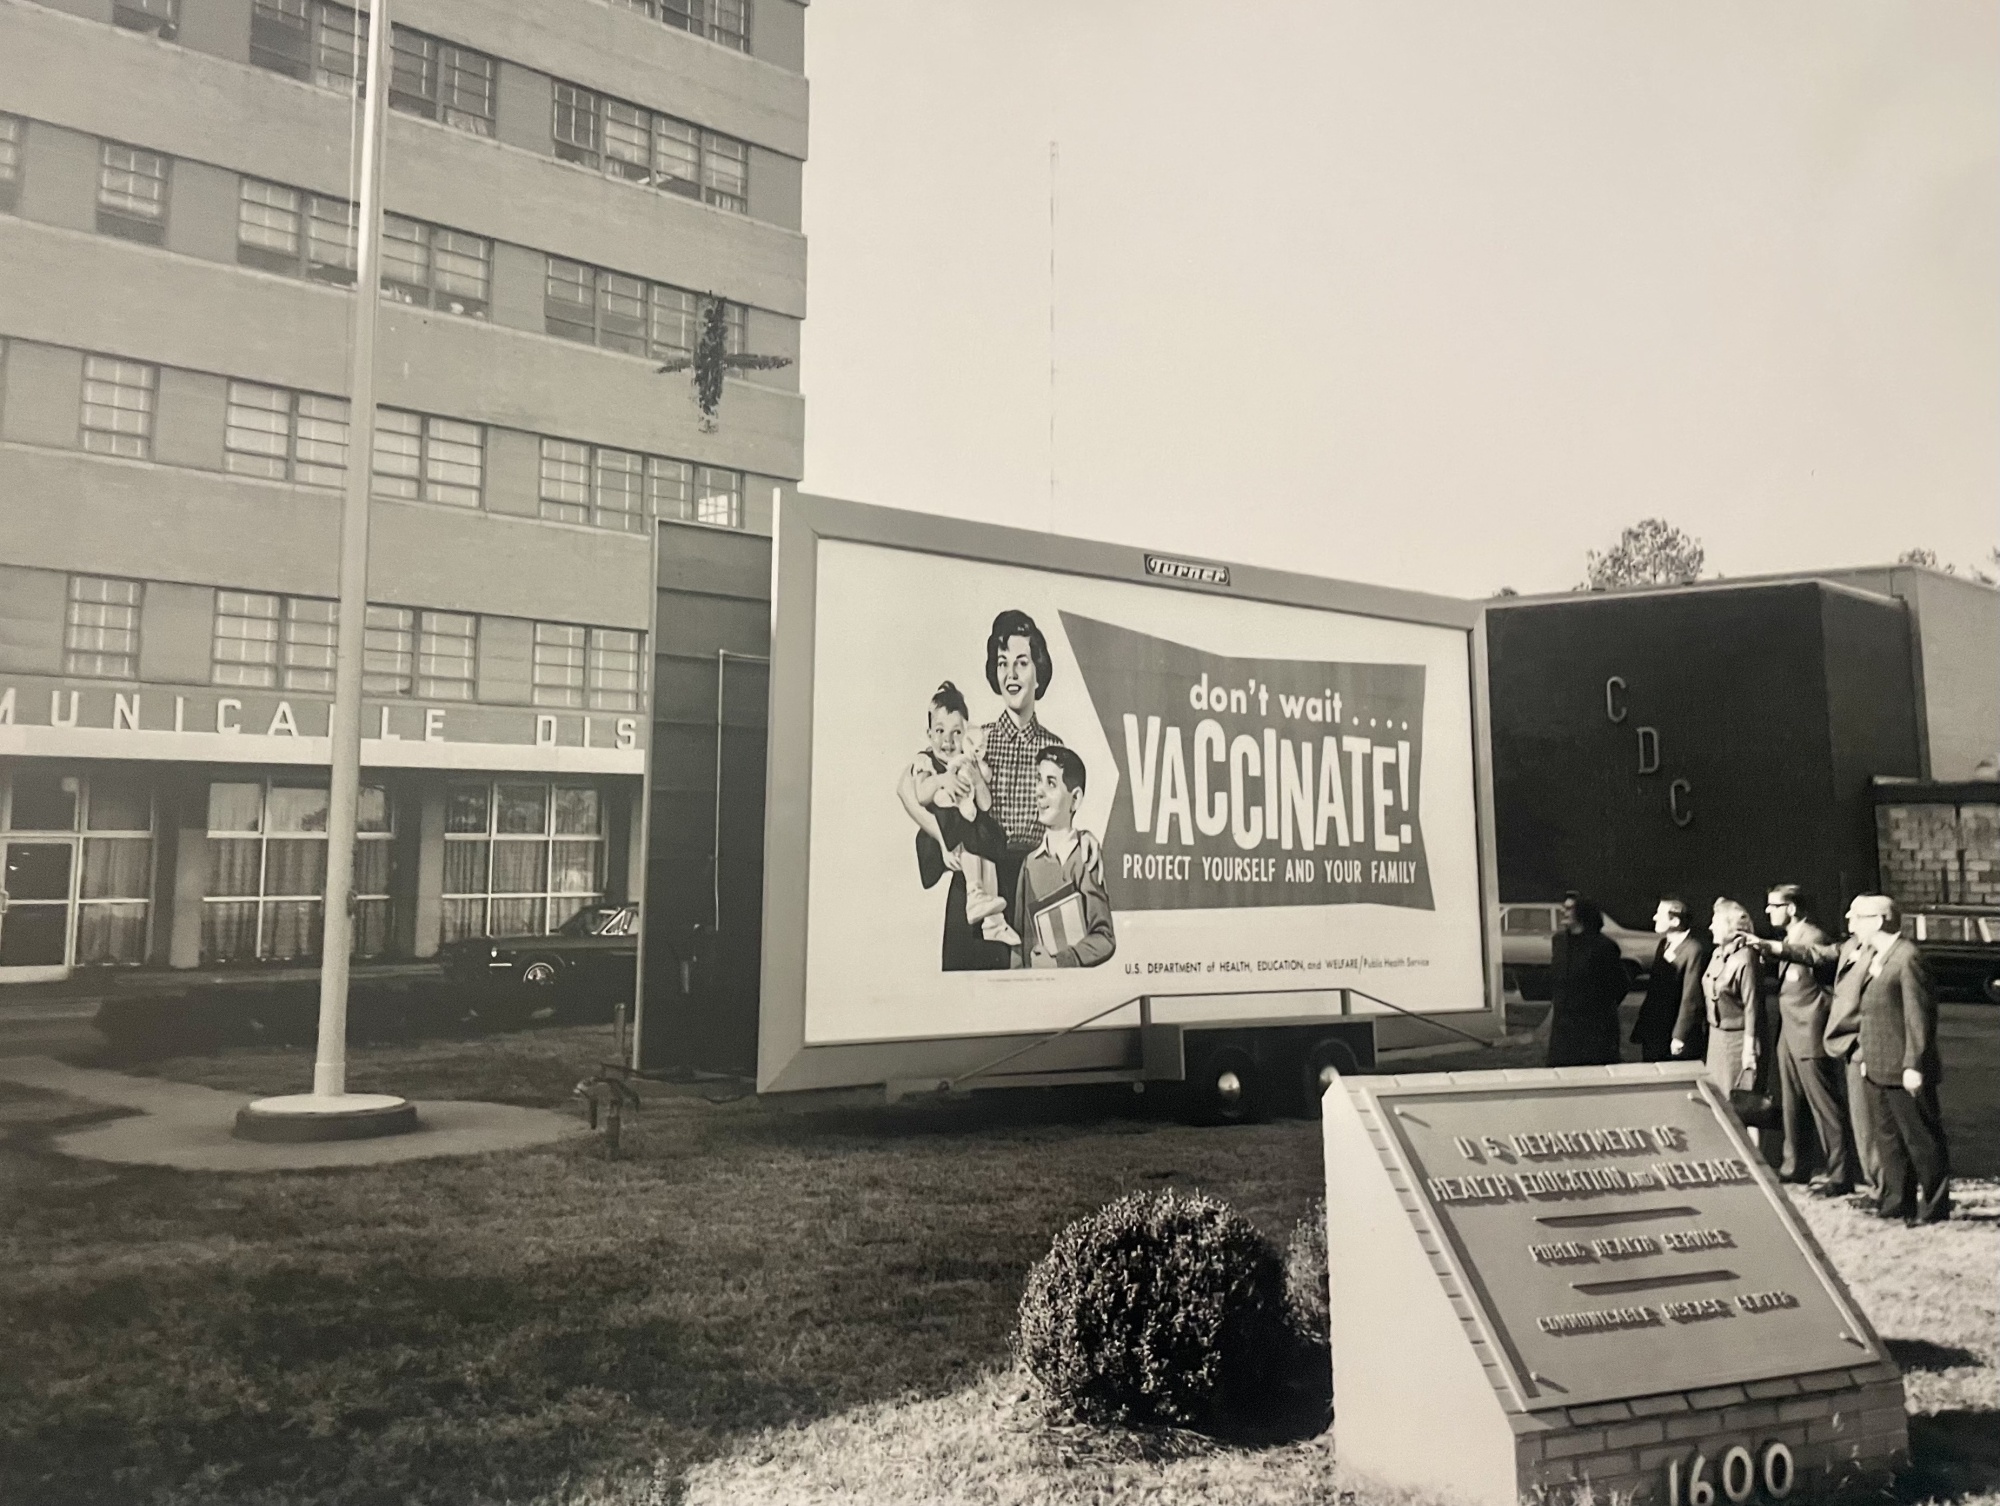 MUNICABLE DIS
Turner
don't wait....
VACCINATE!
PROTECT YOURSELF AND YOUR FAMILY
U.S. DEPARTMENT of HEALTH, EDUCATION, and WELFARE/Public Health Service
C
D
C
U S DEPARTMENT OF
HEALTH EDUCATION AND WELFARE
PUBLIC HEALTH SERVICE
COMMUNICABLE DISEASE CENTER
1600